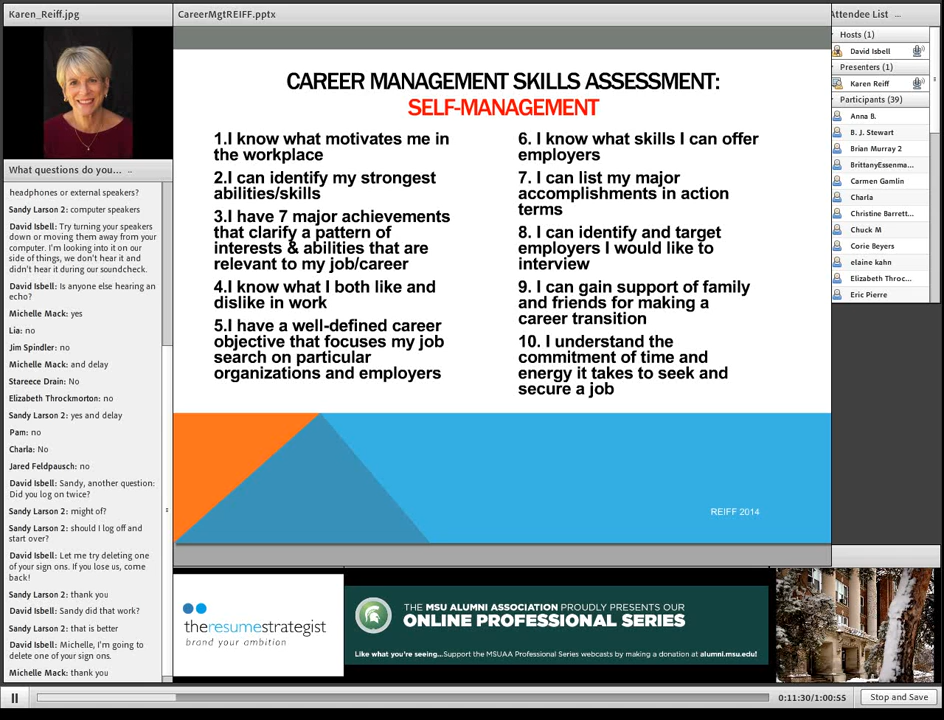 Karen_Reiff.jpg
What questions do you...
headphones or external speakers?
Sandy Larson 2: computer speakers
David Isbell: Try turning your speakers
down or moving them away from your
computer. I'm looking into it on our
side of things, we don't hear it and
didn't hear it during our soundcheck.
David Isbell: Is anyone else hearing an
echo?
Michelle Mack: yes
Lia: no
Jim Spindler: no
Michelle Mack: and delay
Stareece Drain: No
Elizabeth Throckmorton: no
Sandy Larson 2: yes and delay
Pam: no
Charla: No
Jared Feldpausch: no
David Isbell: Sandy, another question:
Did you log on twice?
Sandy Larson 2: might of?
Sandy Larson 2: should I log off and
start over?
David Isbell: Let me try deleting one
of your sign ons. If you lose us, come
back!
Sandy Larson 2: thank you
David Isbell: Sandy did that work?
Sandy Larson 2: that is better
David Isbell: Michelle, I'm going to
delete one of your sign ons.
Michelle Mack: thank you
CareerMgtREIFF.pptx
CAREER MANAGEMENT SKILLS ASSESSMENT:
SELF-MANAGEMENT
1.I know what motivates me in
the workplace
2.I can identify my strongest
abilities/skills
3.I have 7 major achievements
that clarify a pattern of
interests & abilities that are
relevant to my job/career
4.I know what I both like and
dislike in work
5.I have a well-defined career
objective that focuses my job
search on particular
organizations and employers
6. I know what skills I can offer
employers
7. I can list my major
accomplishments in action
terms
8. I can identify and target
employers I would like to
interview
9. I can gain support of family
and friends for making a
career transition
10. I understand the
commitment of time and
energy it takes to seek and
secure a job
REIFF 2014
Attendee List
Hosts (1)
David Isbell
Presenters (1)
Karen Reiff
Participants (39)
Anna B.
B. J. Stewart
Brian Murray 2
BrittanyEssenma...
Carmen Gamlin
Charla
Christine Barrett...
Chuck M
Corie Beyers
elaine kahn
Elizabeth Throc...
Eric Pierre
theresumestrategist
brand your ambition
THE MSU ALUMNI ASSOCIATION PROUDLY PRESENTS OUR
ONLINE PROFESSIONAL SERIES
Like what you're seeing...Support the MSUAA Professional Series webcasts by making a donation at alumni.msu.edu!
0:11:30/1:00:55
Stop and Save